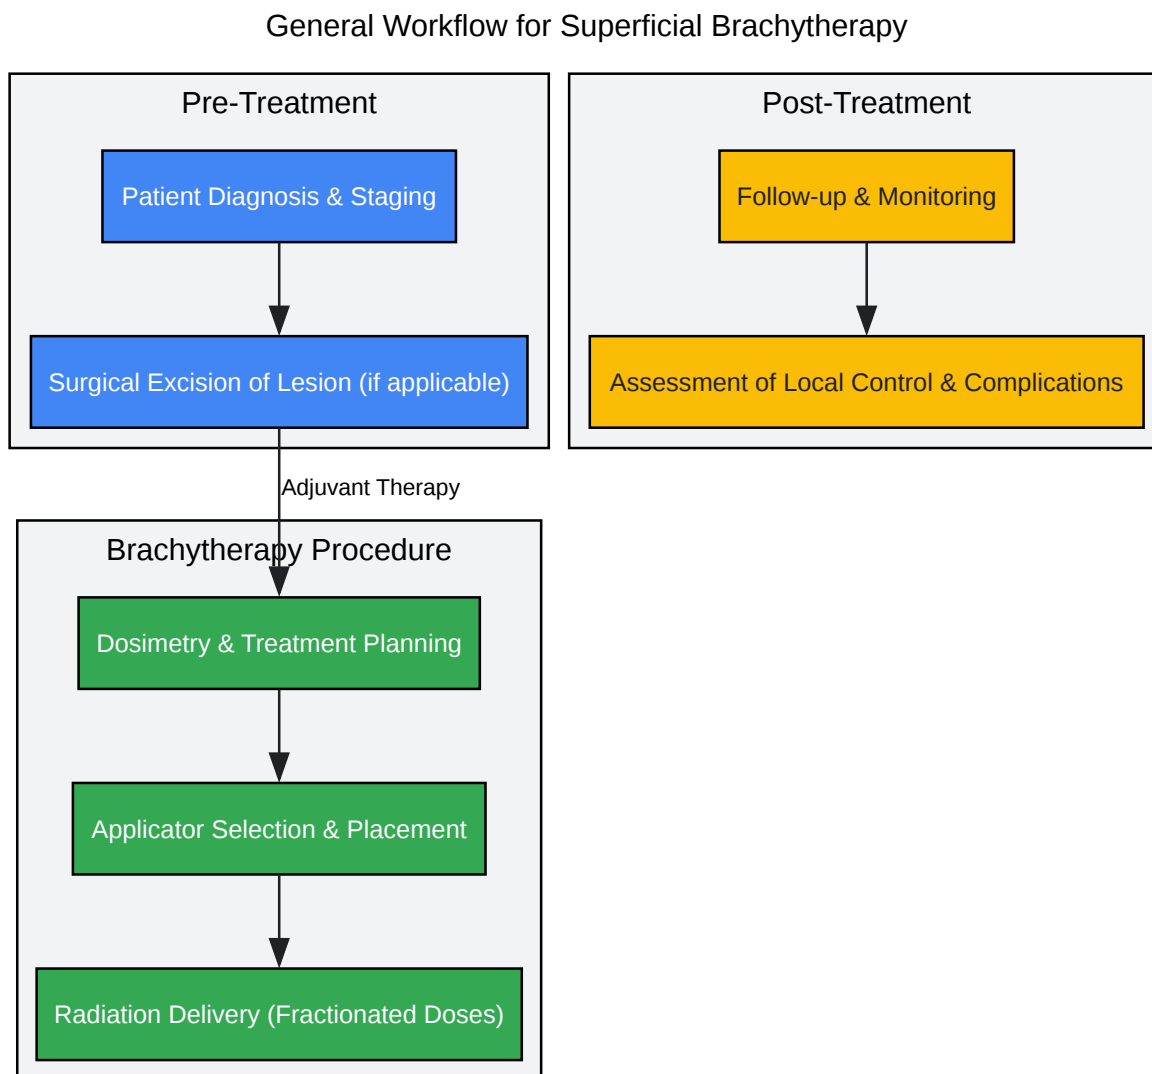 General Workflow for Superficial Brachytherapy
Pre-Treatment
Patient Diagnosis & Staging
Surgical Excision of Lesion (if applicable)
Adjuvant Therapy
Brachytherapy Procedure
Dosimetry & Treatment Planning
Applicator Selection & Placement
Radiation Delivery (Fractionated Doses)
Post-Treatment
Follow-up & Monitoring
Assessment of Local Control & Complications